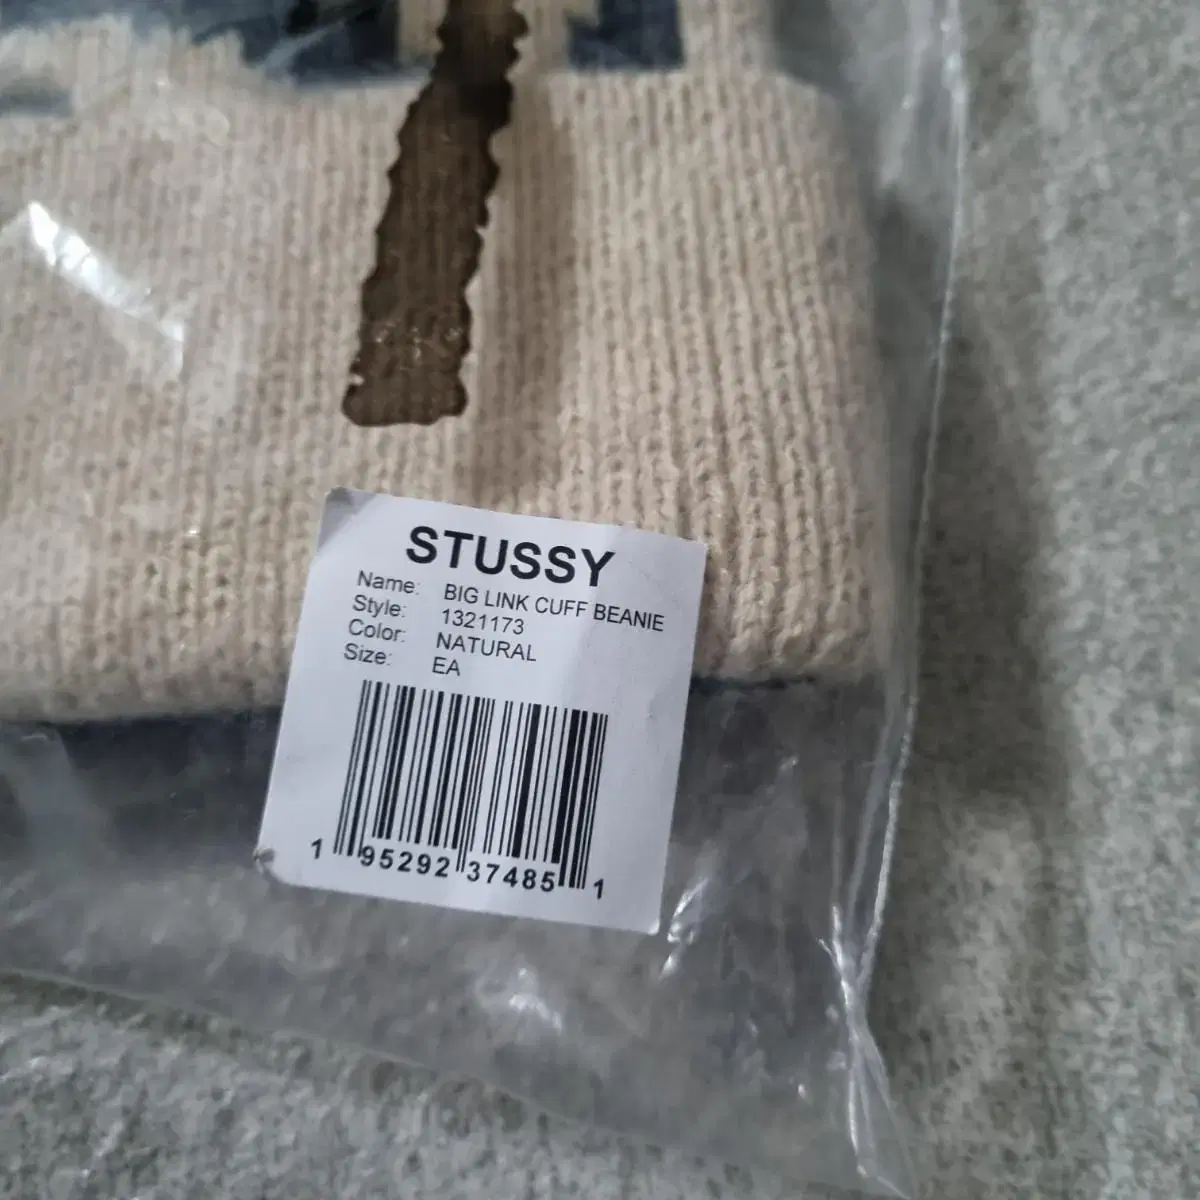 STUSSY
Name: BIG LINK CUFF BEANIE
Style: 1321173
Color: NATURAL
Size: EA
1 95292 37485 1